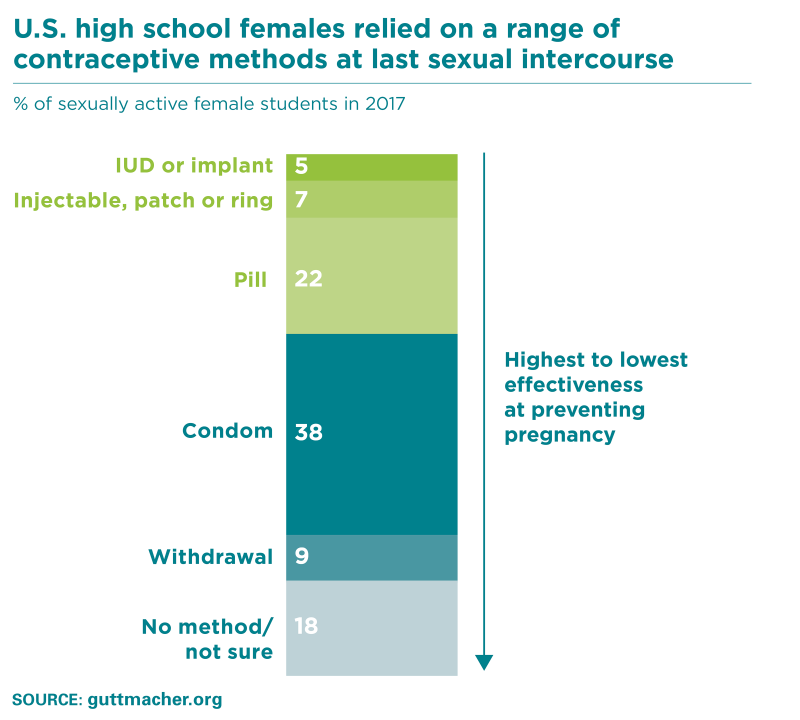 U.S. high school females relied on a range of
contraceptive methods at last sexual intercourse
% of sexually active female students in 2017
IUD or implant 5
Injectable, patch or ring 7
Pill 22
Condom 38
Withdrawal 9
No method/
not sure 18
Highest to lowest
effectiveness
at preventing
pregnancy
SOURCE: guttmacher.org